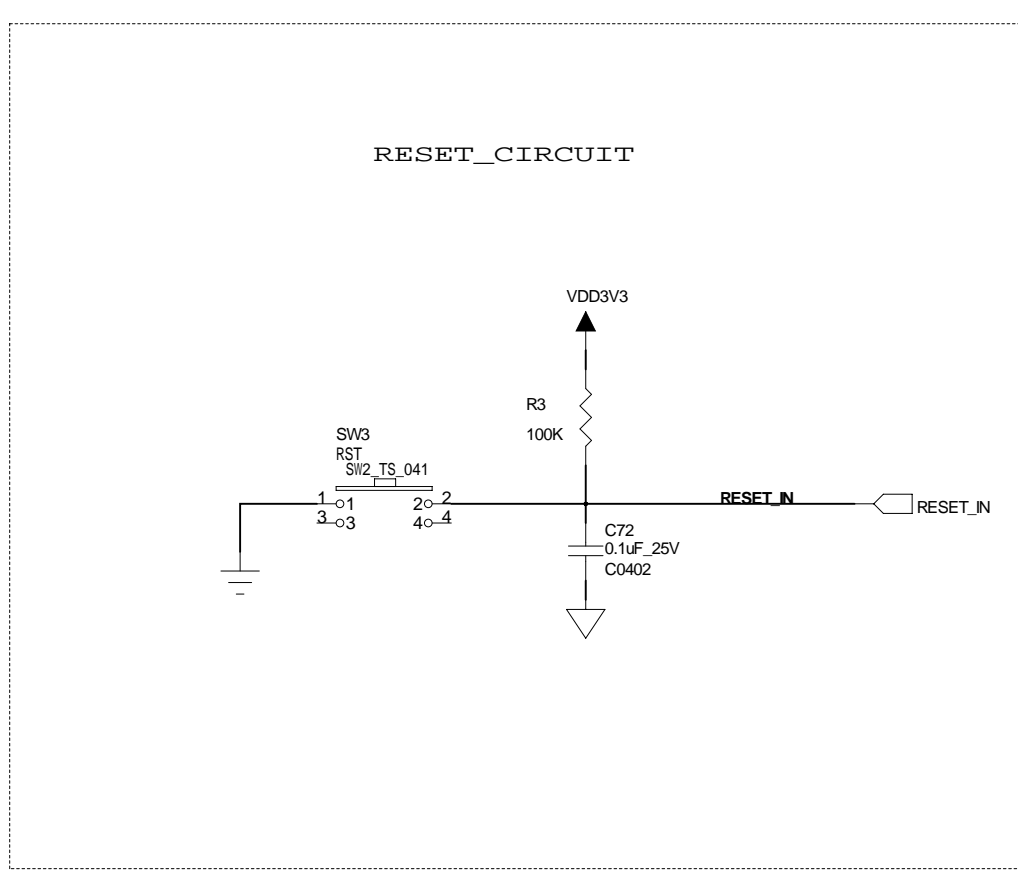 RESET_CIRCUIT
VDD3V3
R3
100K
SW3
RST
SW2_TS_041
1 1 2 2
3 3 4 4
RESET_IN
RESET_IN
C72
0.1uF_25V
C0402